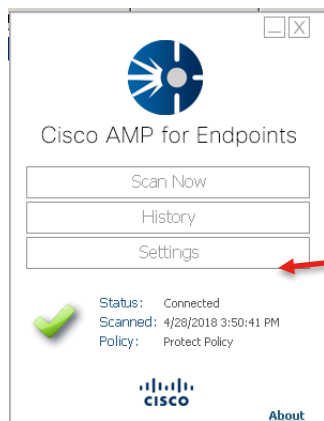 Cisco AMP for Endpoints
Scan Now
History
Settings
Status: Connected
Scanned: 4/28/2018 3:50:41 PM
Policy: Protect Policy
CISCO
About